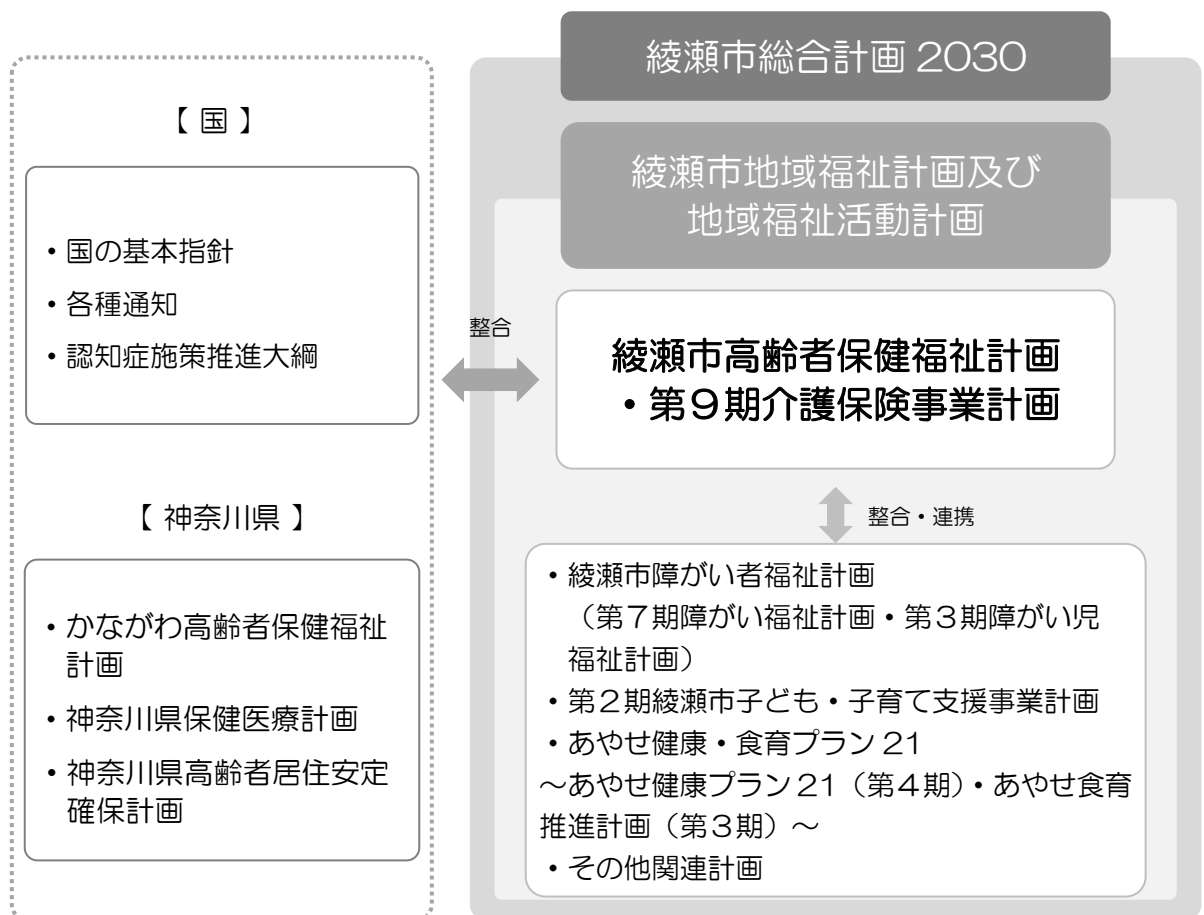 【 国 】
・国の基本指針
・各種通知
・認知症施策推進大綱
【 神奈川県 】
・かながわ高齢者保健福祉
計画
・神奈川県保健医療計画
・神奈川県高齢者居住安定
確保計画
整合
綾瀬市総合計画 2030
綾瀬市地域福祉計画及び
地域福祉活動計画
綾瀬市高齢者保健福祉計画
・第9期介護保険事業計画
整合・連携
・綾瀬市障がい者福祉計画
(第7期障がい福祉計画・第3期障がい児
福祉計画)
・第2期綾瀬市子ども・子育て支援事業計画
・あやせ健康・食育プラン 21
~あやせ健康プラン 21(第4期)・あやせ食育
推進計画(第3期)~
・その他関連計画